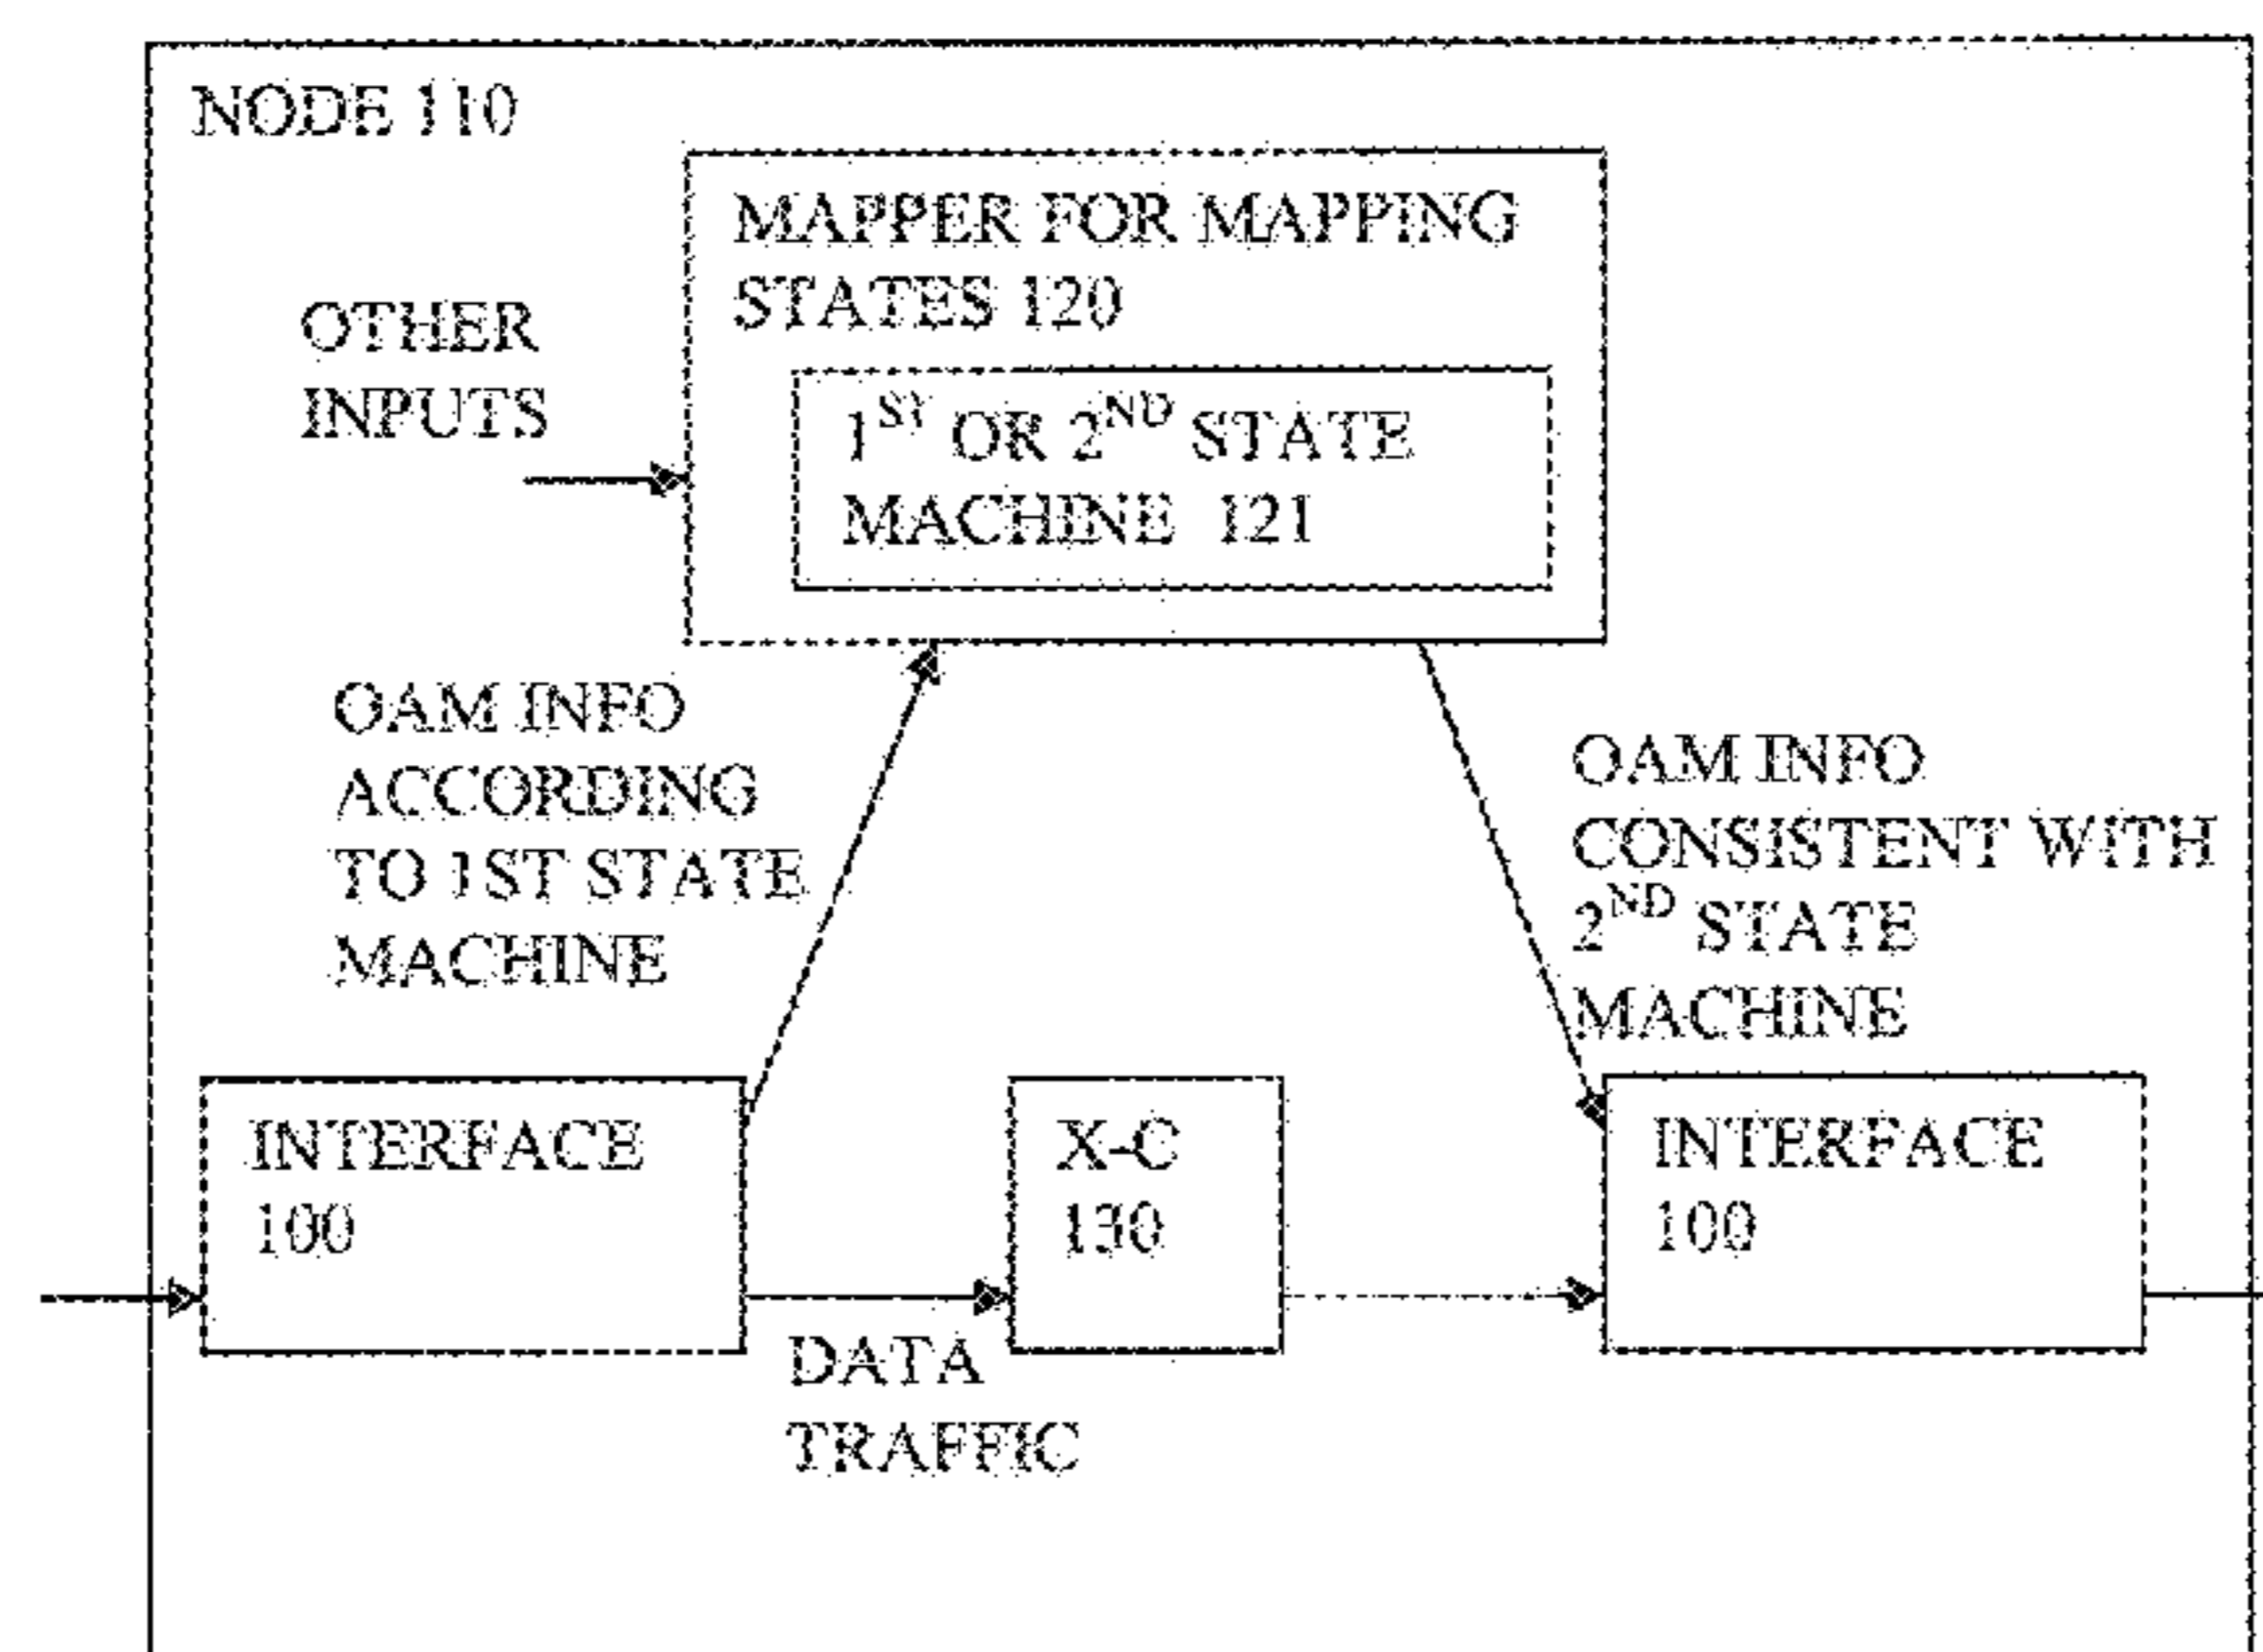 NODE 110
MAPPER FOR MAPPING
STATES 120
OTHER
INPUTS
1ST OR 2ND STATE
MACHINE 121
OAM INFO
ACCORDING
TO 1ST STATE
MACHINE
OAM INFO
CONSISTENT WITH
2ND STATE
MACHINE
INTERFACE
100
X-C
130
INTERFACE
100
DATA
TRAFFIC